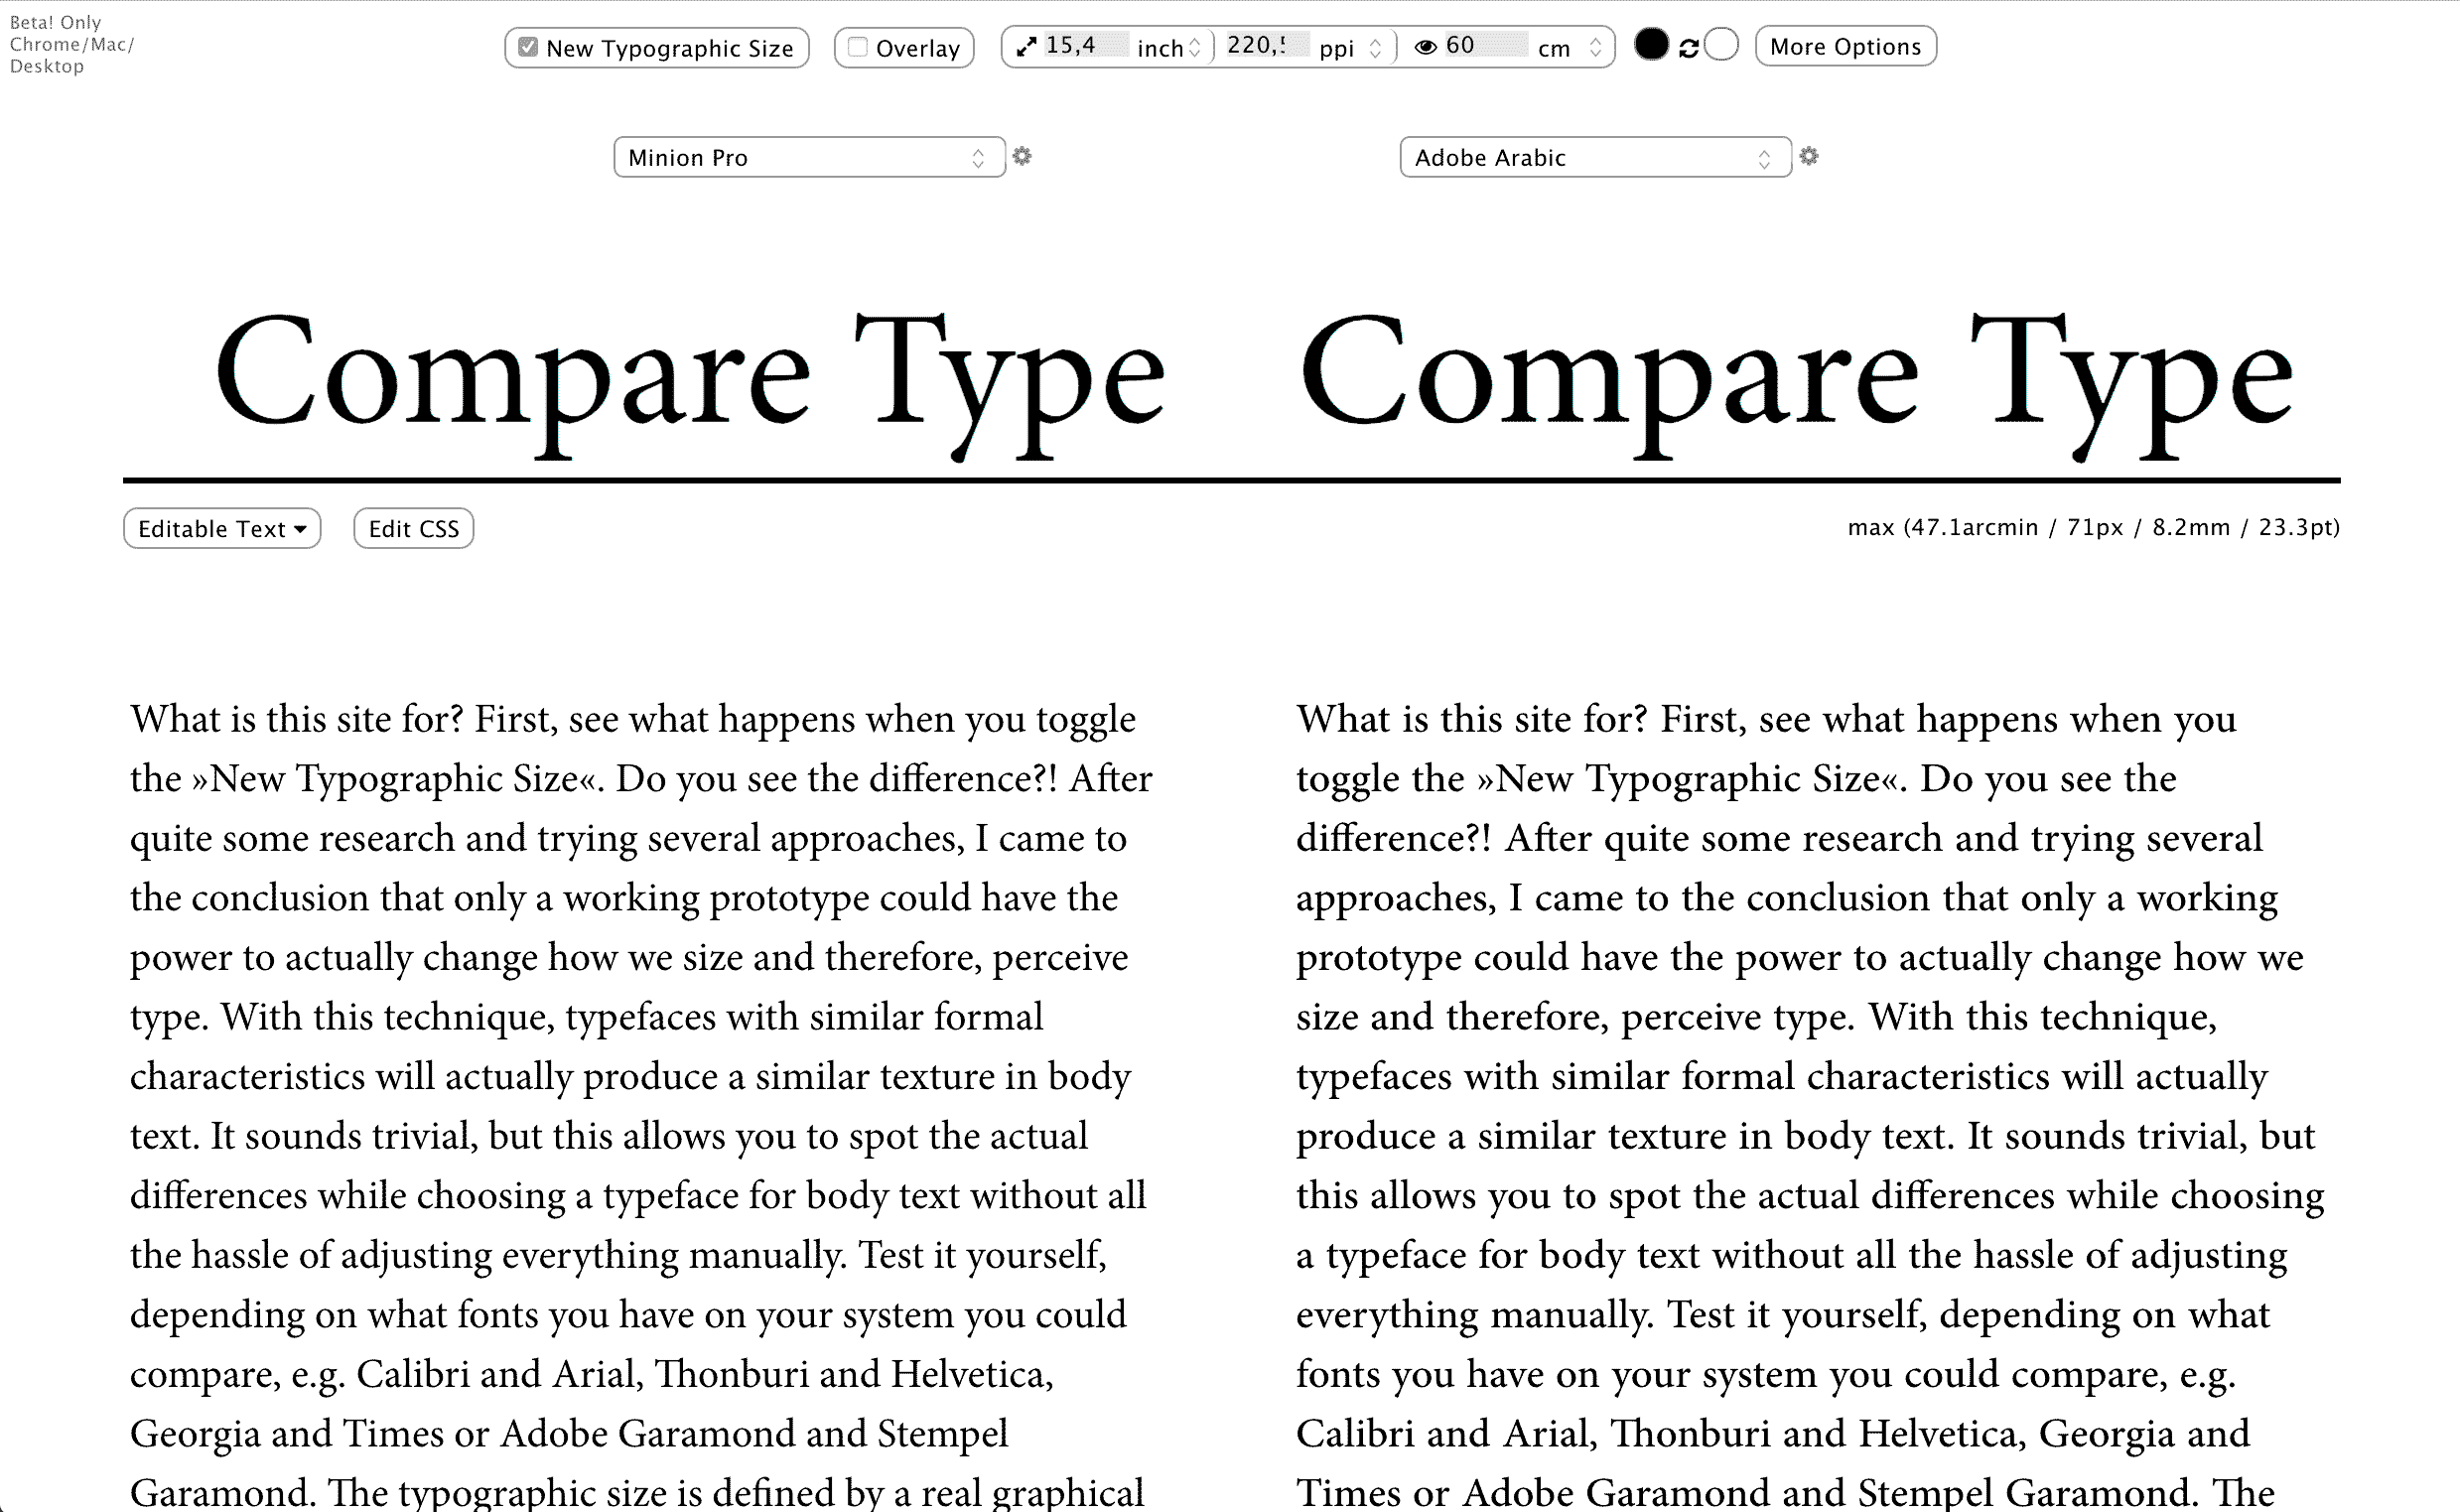 Beta! Only
Chrome/Mac/
Desktop
New Typographic Size
Overlay
15,4 inch
220, ppi
60 cm
More Options
Minion Pro
Adobe Arabic
Compare Type
Compare Type
Editable Text
Edit CSS
max (47.1arcmin / 71px / 8.2mm / 23.3pt)
What is this site for? First, see what happens when you toggle
the »New Typographic Size«. Do you see the difference?! After
quite some research and trying several approaches, I came to
the conclusion that only a working prototype could have the
power to actually change how we size and therefore, perceive
type. With this technique, typefaces with similar formal
characteristics will actually produce a similar texture in body
text. It sounds trivial, but this allows you to spot the actual
differences while choosing a typeface for body text without all
the hassle of adjusting everything manually. Test it yourself,
depending on what fonts you have on your system you could
compare, e.g. Calibri and Arial, Thonburi and Helvetica,
Georgia and Times or Adobe Garamond and Stempel
Garamond. The typographic size is defined by a real graphical
What is this site for? First, see what happens when you
toggle the »New Typographic Size«. Do you see the
difference?! After quite some research and trying several
approaches, I came to the conclusion that only a working
prototype could have the power to actually change how we
size and therefore, perceive type. With this technique,
typefaces with similar formal characteristics will actually
produce a similar texture in body text. It sounds trivial, but
this allows you to spot the actual differences while choosing
a typeface for body text without all the hassle of adjusting
everything manually. Test it yourself, depending on what
fonts you have on your system you could compare, e.g.
Calibri and Arial, Thonburi and Helvetica, Georgia and
Times or Adobe Garamond and Stempel Garamond. The